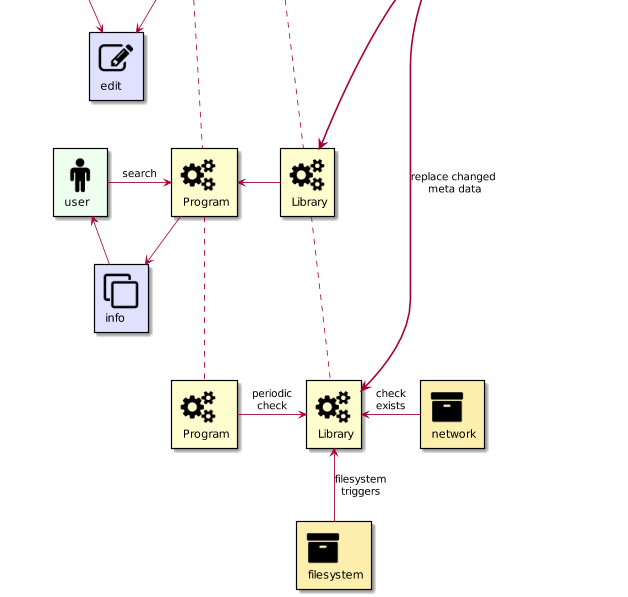 edit
replace changed
meta data
search
user
Program
Library
info
periodic
check
check
exists
Program
Library
network
filesystem
triggers
filesystem